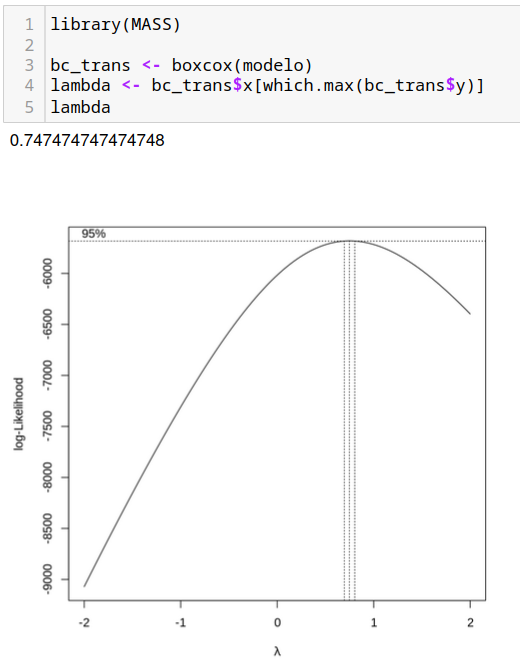 1 library(MASS)
2
3 bc_trans <- boxcox(modelo)
4 lambda <- bc_trans$x[which.max(bc_trans$y)]
5 lambda
0.747474747474748
95%
-6000
-6500
-7000
-7500
-8000
-8500
-9000
log-Likelihood
-2 -1 0 1 2
λ